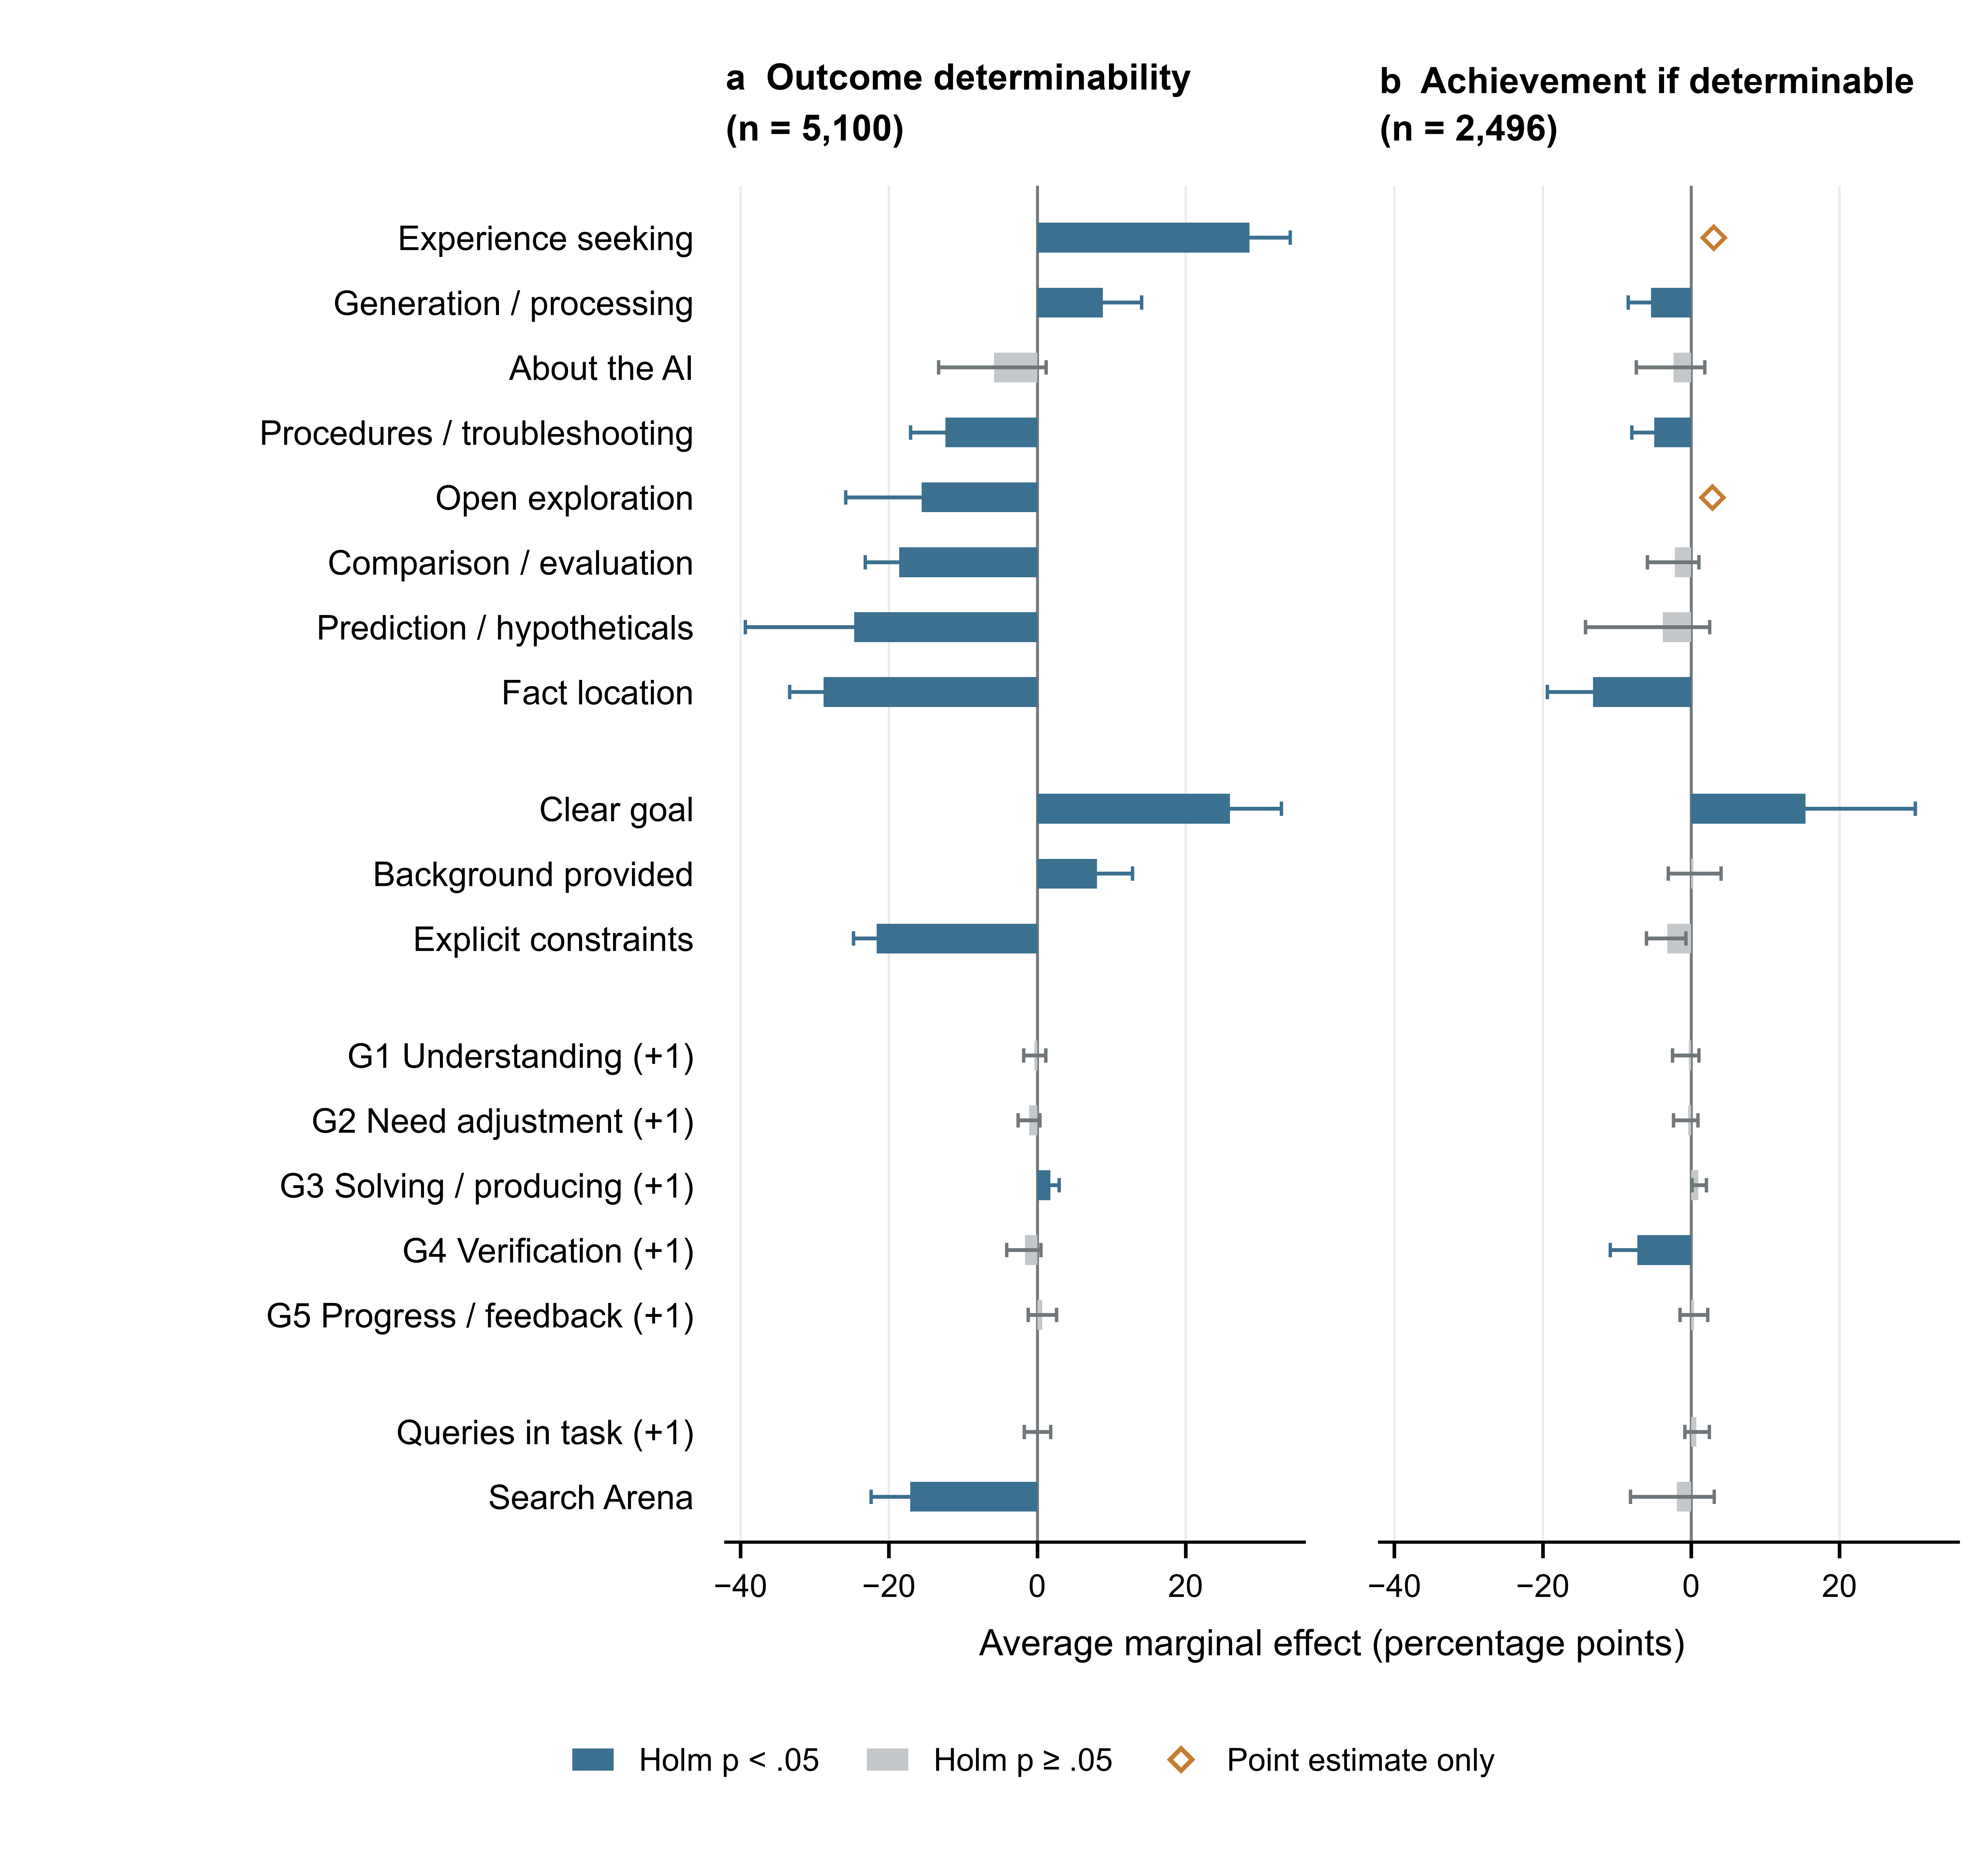 a Outcome determinability
(n = 5,100)
b Achievement if determinable
(n = 2,496)
Experience seeking
Generation / processing
About the AI
Procedures / troubleshooting
Open exploration
Comparison / evaluation
Prediction / hypotheticals
Fact location
Clear goal
Background provided
Explicit constraints
G1 Understanding (+1)
G2 Need adjustment (+1)
G3 Solving / producing (+1)
G4 Verification (+1)
G5 Progress / feedback (+1)
Queries in task (+1)
Search Arena
−40 −20 0 20
−40 −20 0 20
Average marginal effect (percentage points)
Holm p < .05 Holm p ≥ .05 Point estimate only